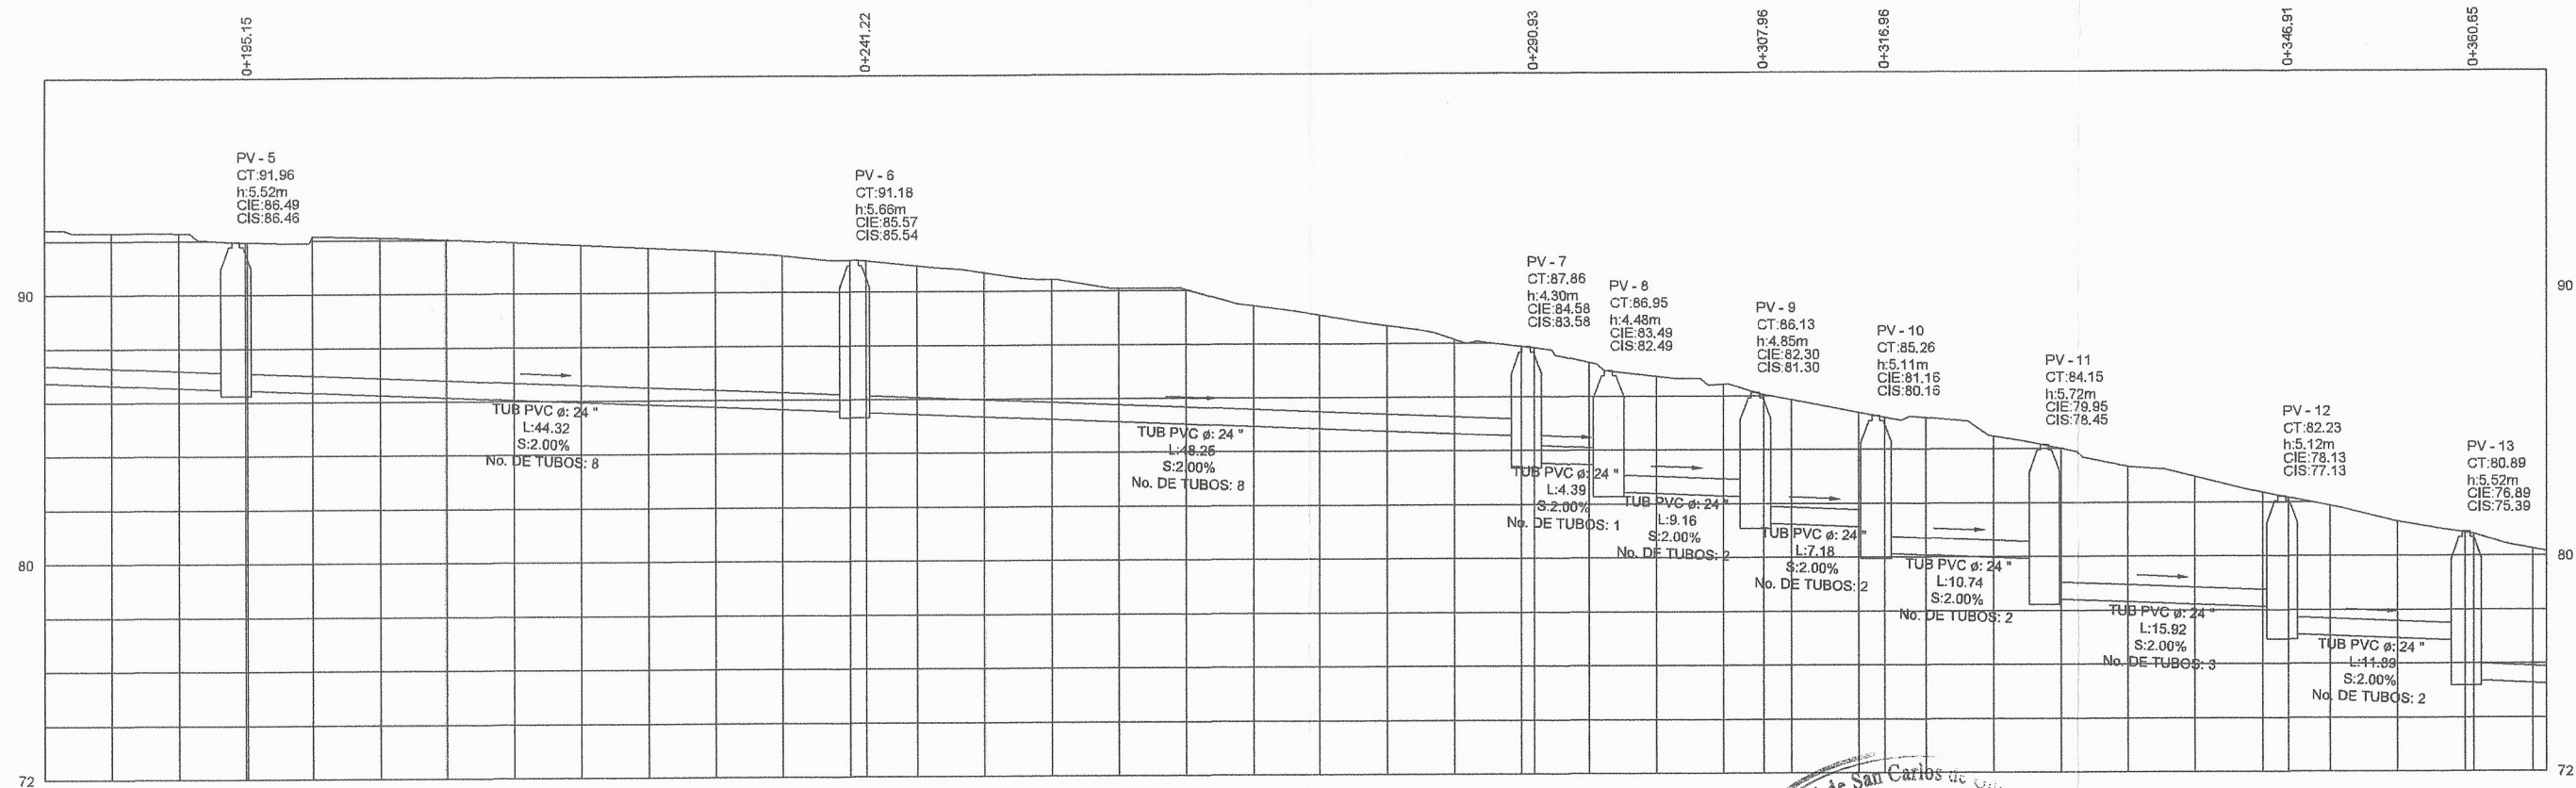 0+195.15
0+241.22
0+290.93
0+307.96
0+316.96
0+346.91
0+360.65
PV - 5
CT:91.96
h:5.52m
CIE:86.49
CIS:86.46
PV - 6
CT:91.18
h:5.66m
CIE:85.57
CIS:85.54
PV - 7
CT:87.86
h:4.30m
CIE:84.58
CIS:83.58
PV - 8
CT:86.95
h:4.48m
CIE:83.49
CIS:82.49
PV - 9
CT:86.13
h:4.85m
CIE:82.30
CIS:81.30
PV - 10
CT:85.26
h:5.11m
CIE:81.16
CIS:80.16
PV - 11
CT:84.15
h:5.72m
CIE:79.95
CIS:78.45
PV - 12
CT:82.23
h:5.12m
CIE:78.13
CIS:77.13
PV - 13
CT:80.89
h:5.52m
CIE:76.89
CIS:75.39
90
90
TUB PVC ø: 24 "
L:44.32
S:2.00%
No. DE TUBOS: 8
TUB PVC ø: 24 "
L:48.25
S:2.00%
No. DE TUBOS: 8
TUB PVC ø: 24 "
L:4.39
S:2.00%
No. DE TUBOS: 1
TUB PVC ø: 24 "
L:9.16
S:2.00%
No. DE TUBOS: 2
TUB PVC ø: 24 "
L:7.18
S:2.00%
No. DE TUBOS: 2
TUB PVC ø: 24 "
L:10.74
S:2.00%
No. DE TUBOS: 2
TUB PVC ø: 24 "
L:15.92
S:2.00%
No. DE TUBOS: 3
TUB PVC ø: 24 "
L:11.89
S:2.00%
No. DE TUBOS: 2
80
80
72
72
de San Carlos de